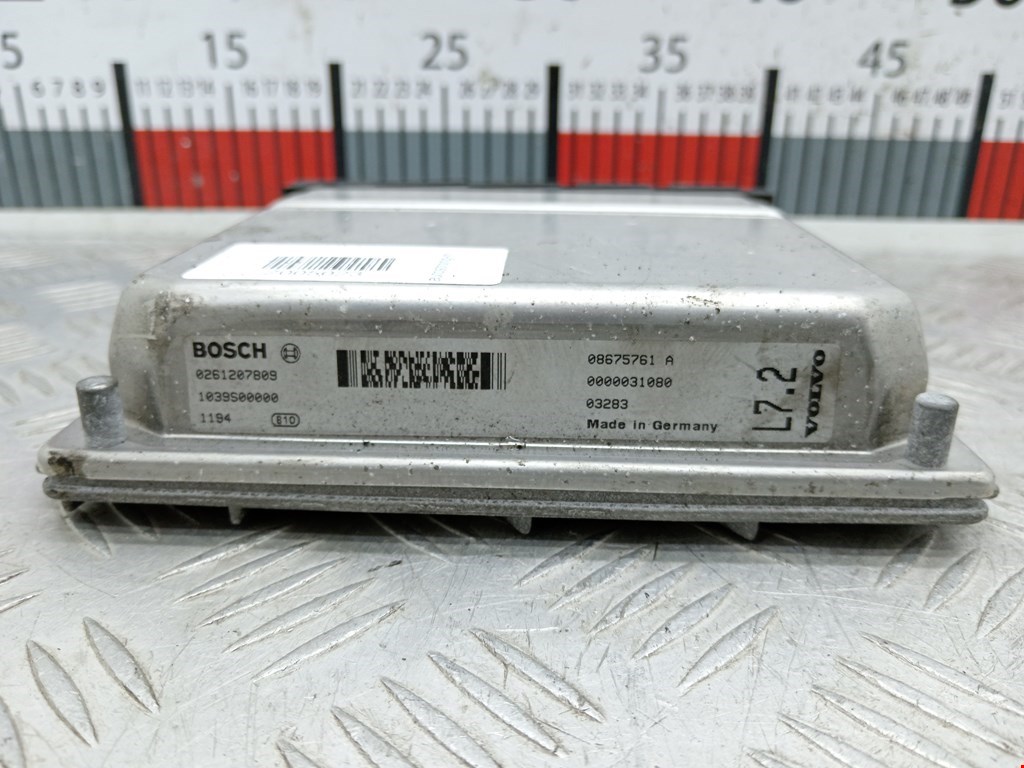 5 15 25 35 45
6 7 8 9 11 12 13 14 16 17 18 19 21 22 23 24 26 27 28 29 31 32 33 34 36 37 38 39 41 42 43 44 46 47 48 49
BOSCH
0261207809
1039S00000
1194 610
08675761 A
0000031080
03283
Made in Germany
L7.2
VOLVO